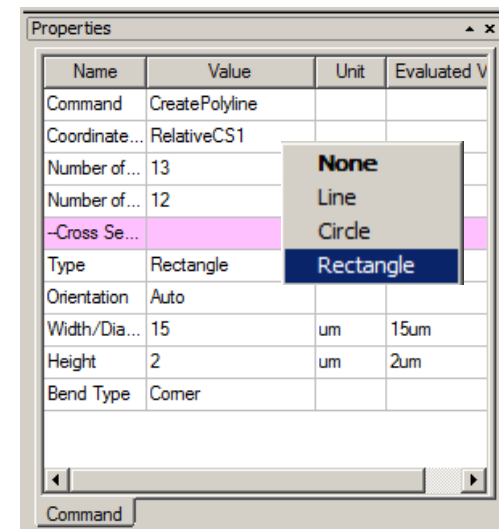 Properties
Name Value Unit Evaluated V
Command CreatePolyline
Coordinate... RelativeCS1
Number of... 13
Number of... 12
--Cross Se...
Type Rectangle
Orientation Auto
Width/Dia... 15 um 15um
Height 2 um 2um
Bend Type Corner
None
Line
Circle
Rectangle
Command